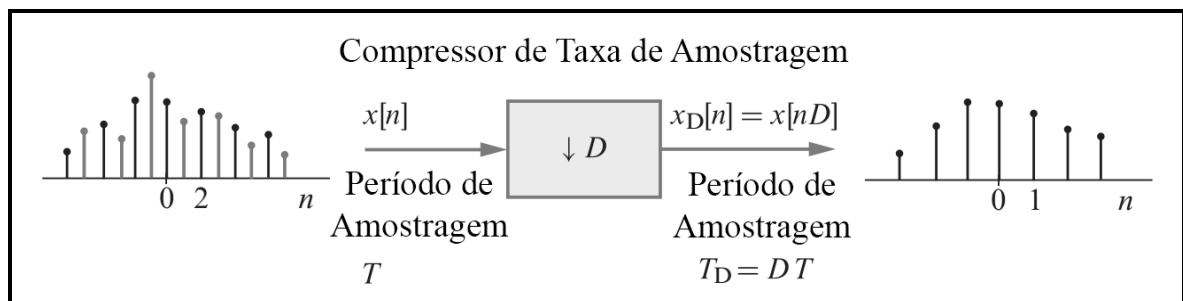 Compressor de Taxa de Amostragem
x[n]
x_D[n] = x[nD]
↓ D
0 2 n
Período de
Amostragem
T
Período de
Amostragem
T_D = D T
0 1 n